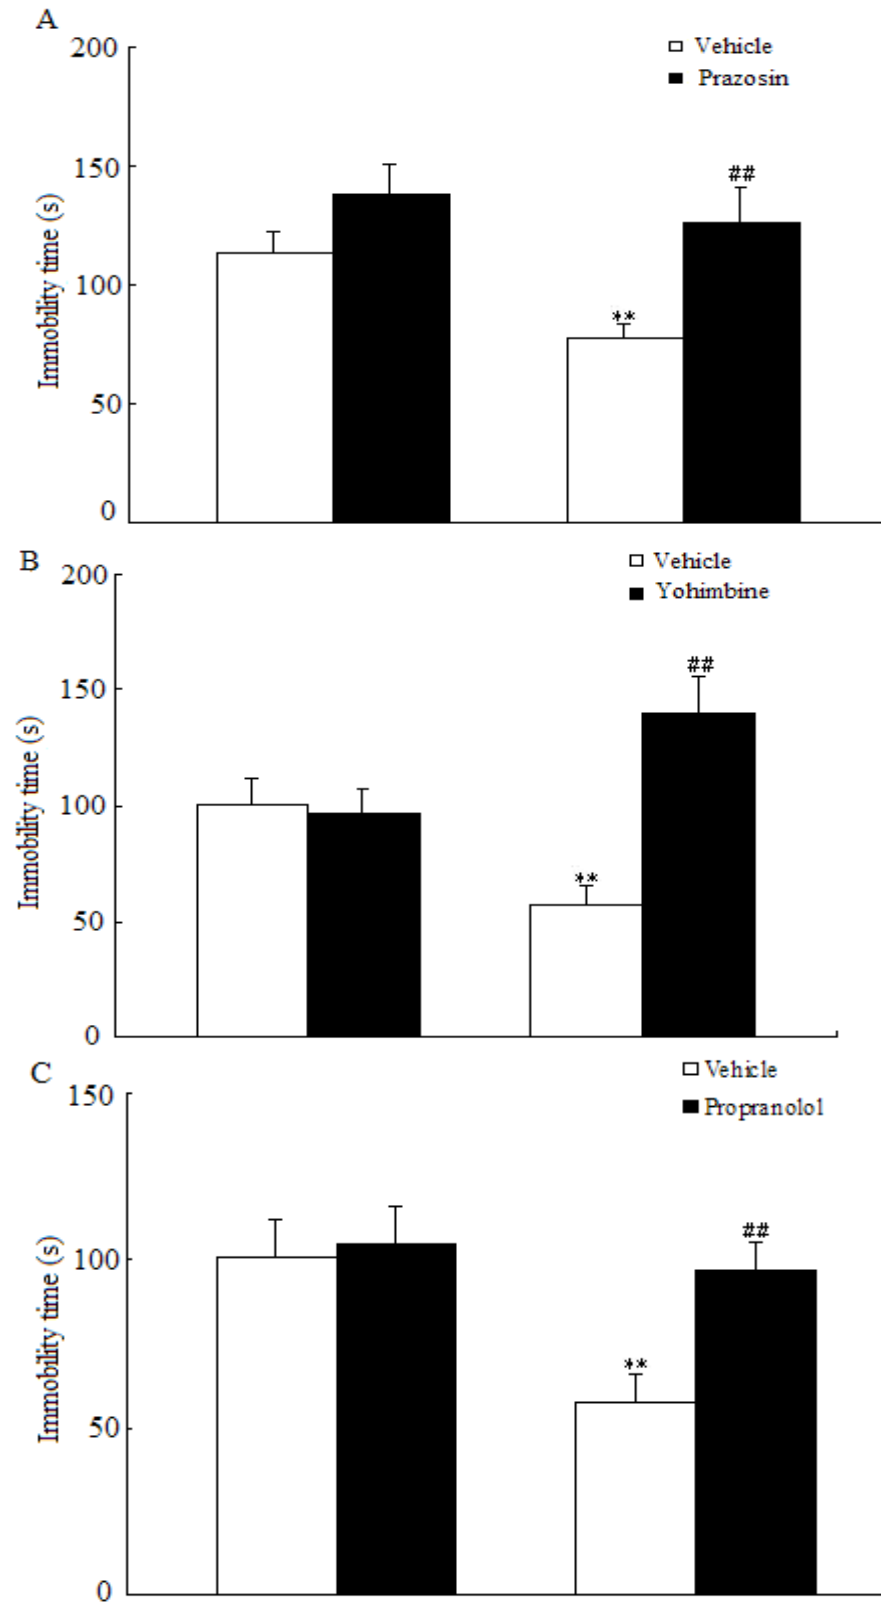 A
200
150
100
50
0
Immobility time (s)
Vehicle
Prazosin
**
##
B
200
150
100
50
0
Immobility time (s)
Vehicle
Yohimbine
**
##
C
150
100
50
0
Immobility time (s)
Vehicle
Propranolol
**
##